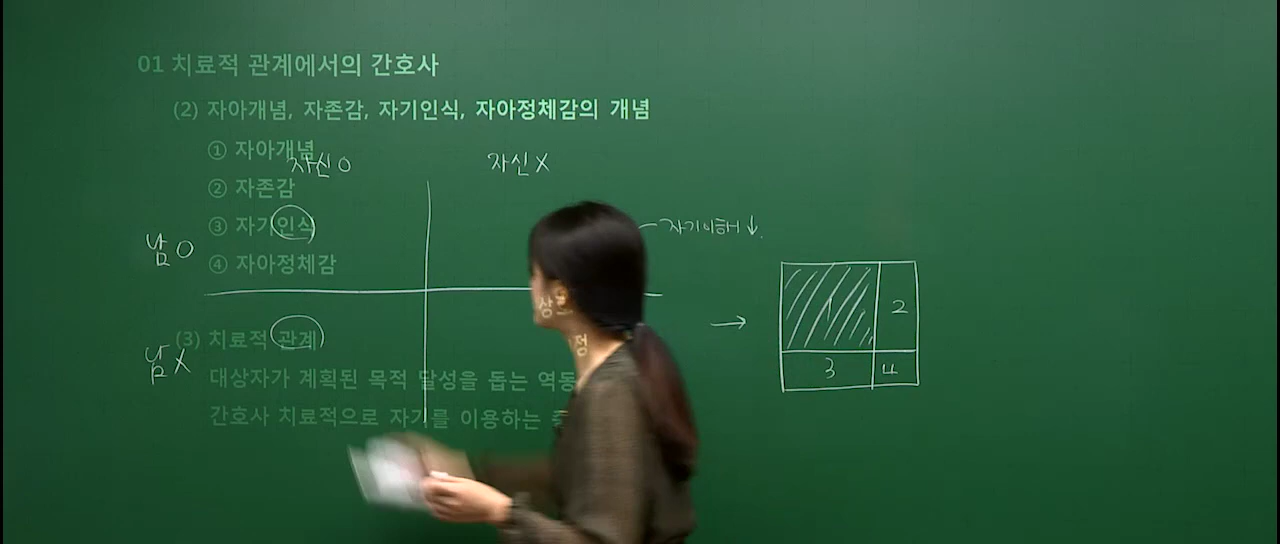 01 치료적 관계에서의 간호사
(2) 자아개념, 자존감, 자기인식, 자아정체감의 개념
① 자아개념
자신 O
자신 X
② 자존감
③ 자기인식
자기이해↓
남 O
④ 자아정체감
(3) 치료적 관계
남 X
대상자가 계획된 목적 달성을 돕는
간호사 치료적으로 자기를 이용하는
→
1
2
3
4